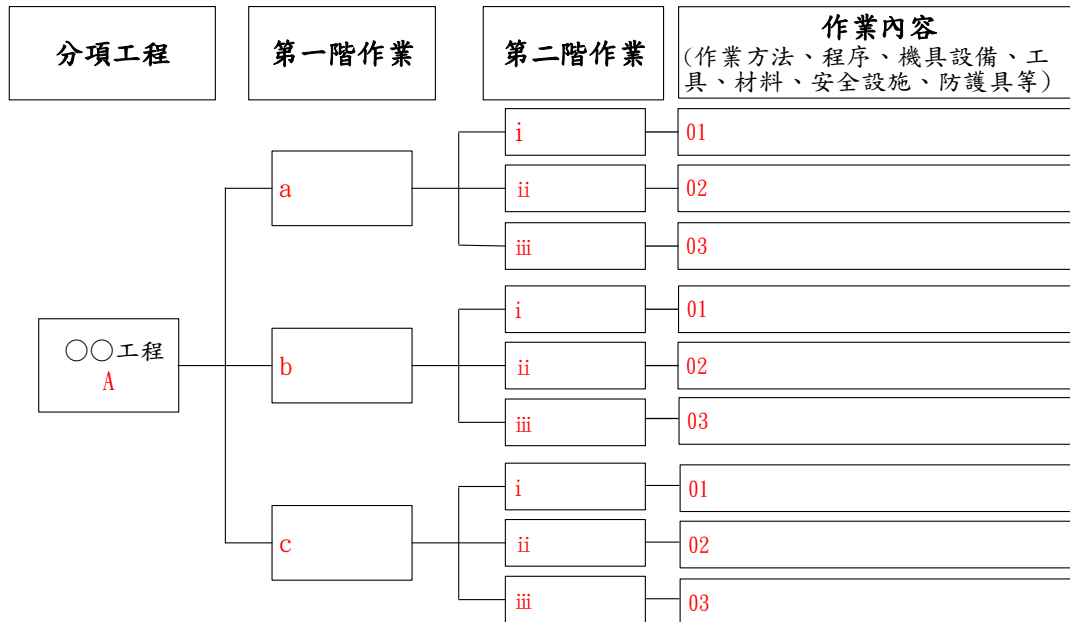 分項工程
第一階作業
第二階作業
作業內容
(作業方法、程序、機具設備、工
具、材料、安全設施、防護具等)
○○工程
A
a
i
01
ii
02
iii
03
b
i
01
ii
02
iii
03
c
i
01
ii
02
iii
03